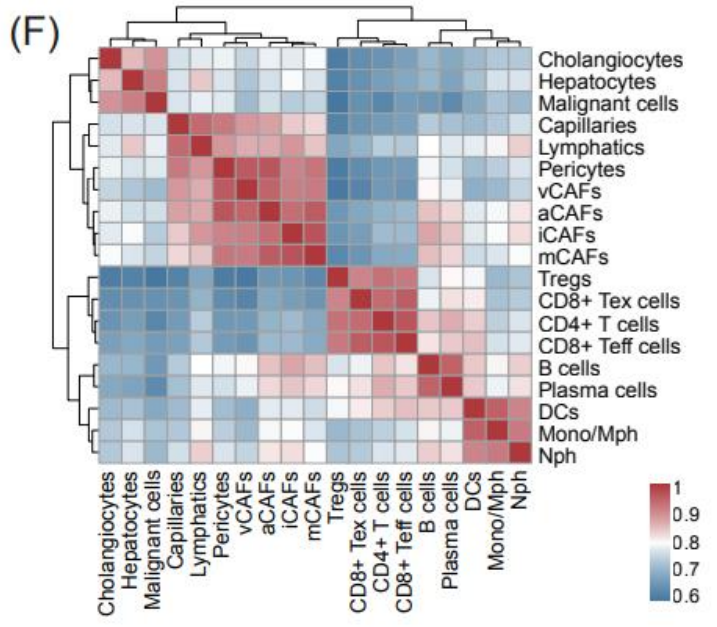 (F)
Cholangiocytes
Hepatocytes
Malignant cells
Capillaries
Lymphatics
Pericytes
vCAFs
aCAFs
iCAFs
mCAFs
Tregs
CD8+ Tex cells
CD4+ T cells
CD8+ Teff cells
B cells
Plasma cells
DCs
Mono/Mph
Nph
Cholangiocytes
Hepatocytes
Malignant cells
Capillaries
Lymphatics
Pericytes
vCAFs
aCAFs
iCAFs
mCAFs
Tregs
CD8+ Tex cells
CD4+ T cells
CD8+ Teff cells
B cells
Plasma cells
DCs
Mono/Mph
Nph
1
0.9
0.8
0.7
0.6